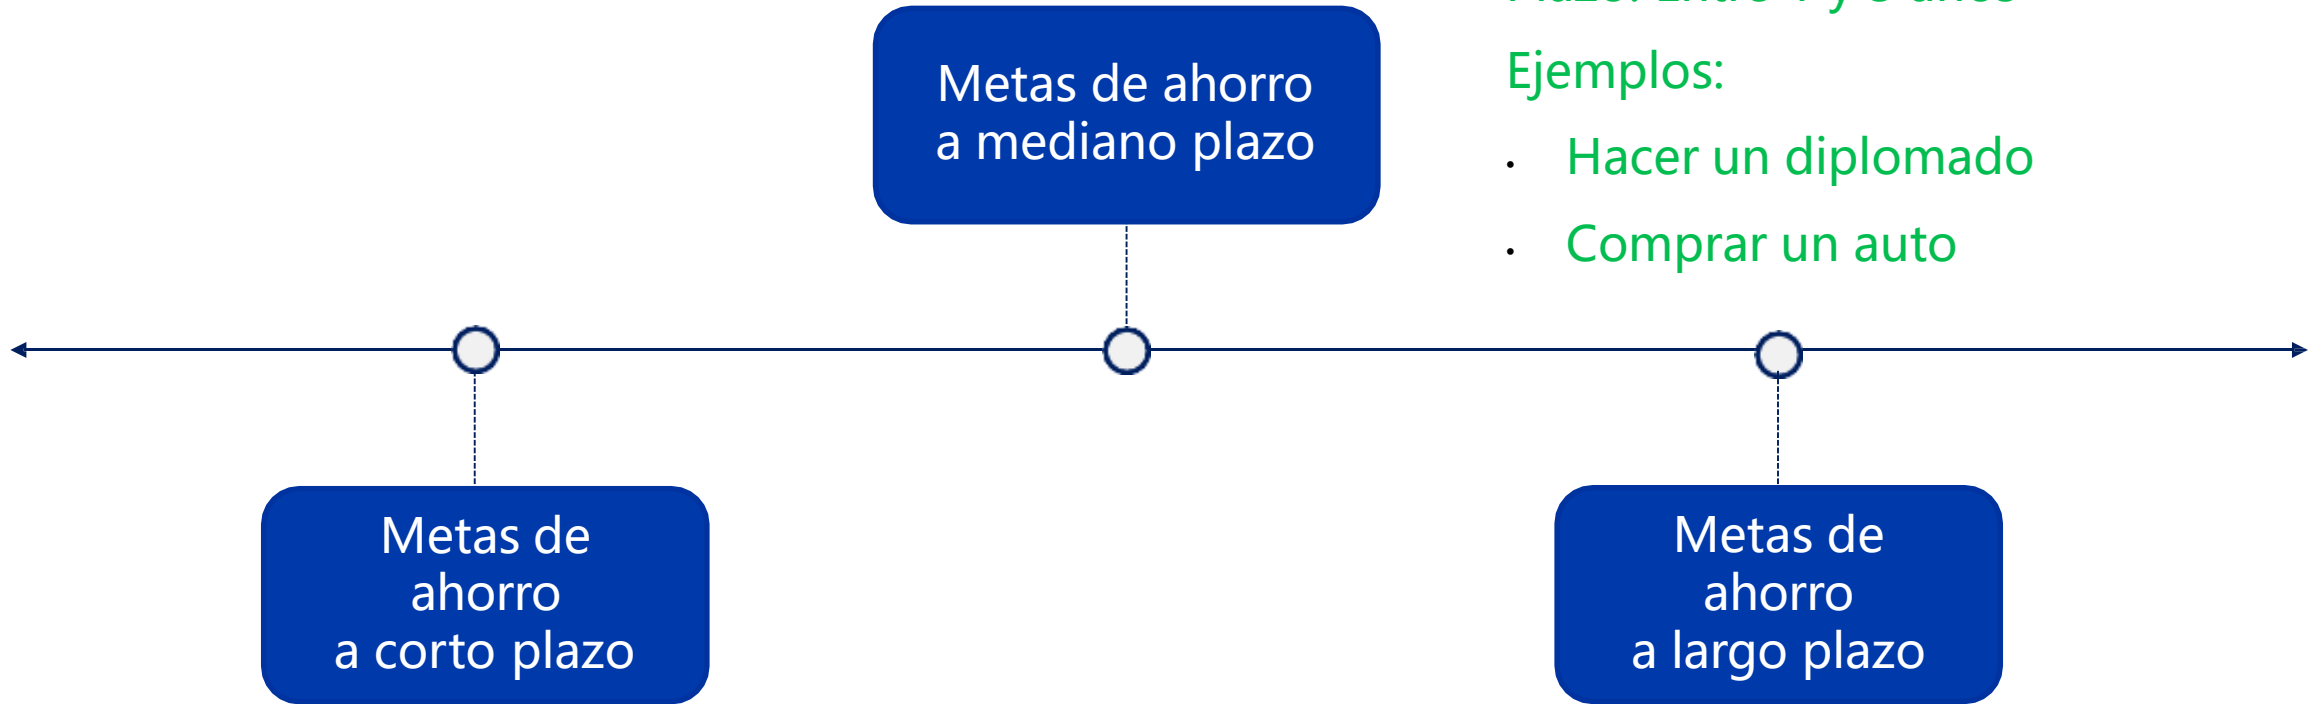 Metas de ahorro
a mediano plazo
Ejemplos:
• Hacer un diplomado
• Comprar un auto
Metas de
ahorro
a corto plazo
Metas de
ahorro
a largo plazo